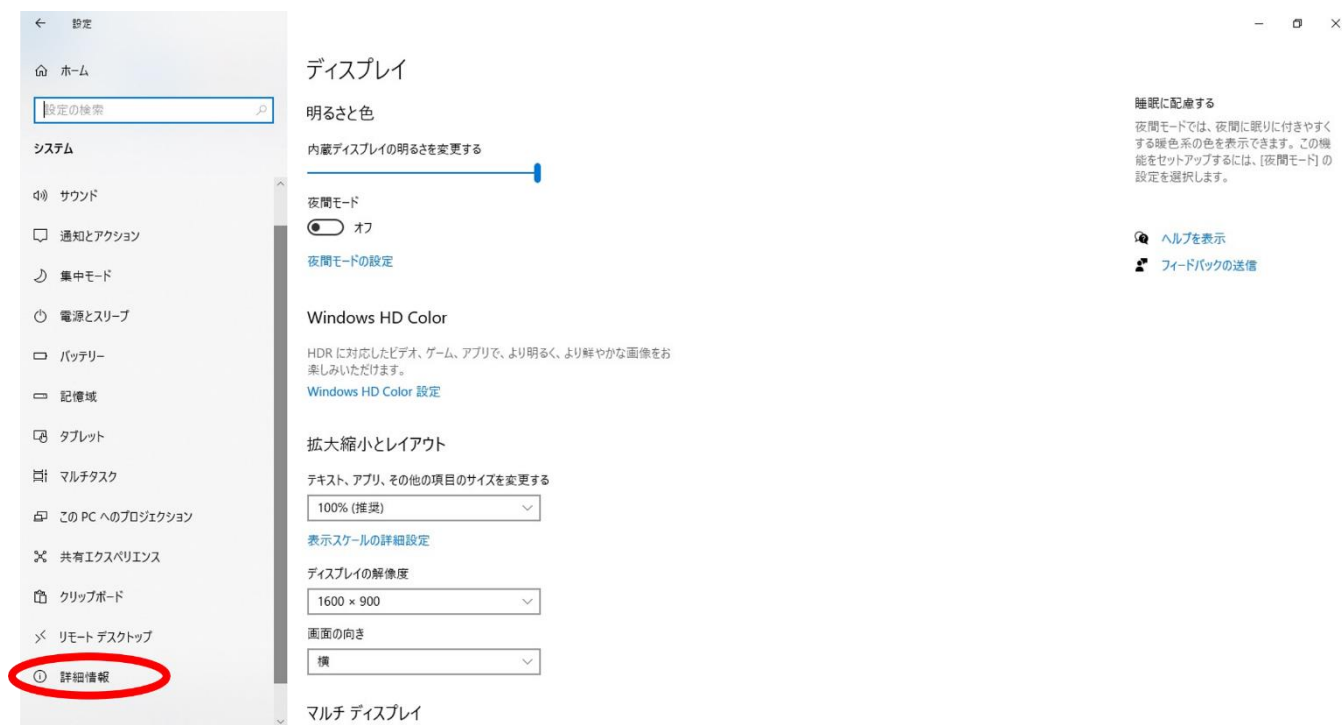 設定
ホーム
設定の検索
システム
サウンド
通知とアクション
集中モード
電源とスリープ
バッテリー
記憶域
タブレット
マルチタスク
この PC へのプロジェクション
共有エクスペリエンス
クリップボード
リモート デスクトップ
詳細情報
ディスプレイ
明るさと色
内蔵ディスプレイの明るさを変更する
夜間モード
オフ
夜間モードの設定
Windows HD Color
HDR に対応したビデオ、ゲーム、アプリで、より明るく、より鮮やかな画像をお
楽しみいただけます。
Windows HD Color 設定
拡大縮小とレイアウト
テキスト、アプリ、その他の項目のサイズを変更する
100% (推奨)
表示スケールの詳細設定
ディスプレイの解像度
1600 × 900
画面の向き
横
マルチ ディスプレイ
睡眠に配慮する
夜間モードでは、夜間に眠りに付きやすく
する暖色系の色を表示できます。この機
能をセットアップするには、[夜間モード] の
設定を選択します。
ヘルプを表示
フィードバックの送信